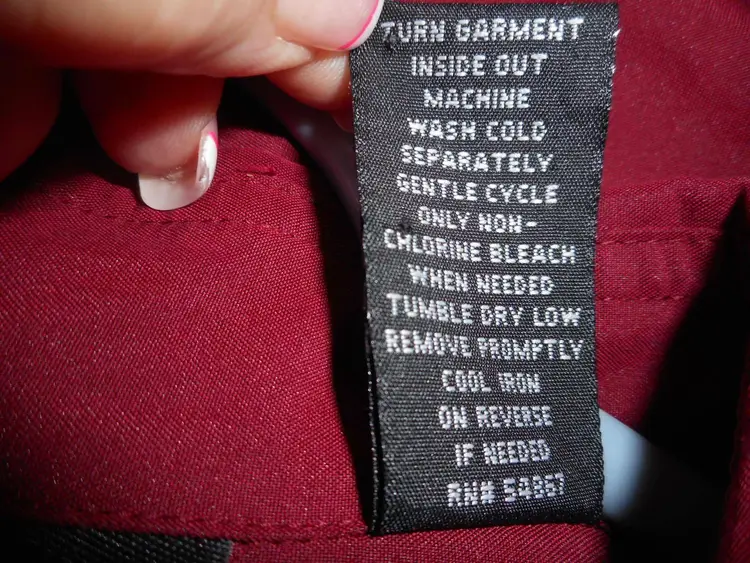 TURN GARMENT
INSIDE OUT
MACHINE
WASH COLD
SEPARATELY
GENTLE CYCLE
ONLY NON-
CHLORINE BLEACH
WHEN NEEDED
TUMBLE DRY LOW
REMOVE PROMPTLY
COOL IRON
ON REVERSE
IF NEEDED
RN# 54867